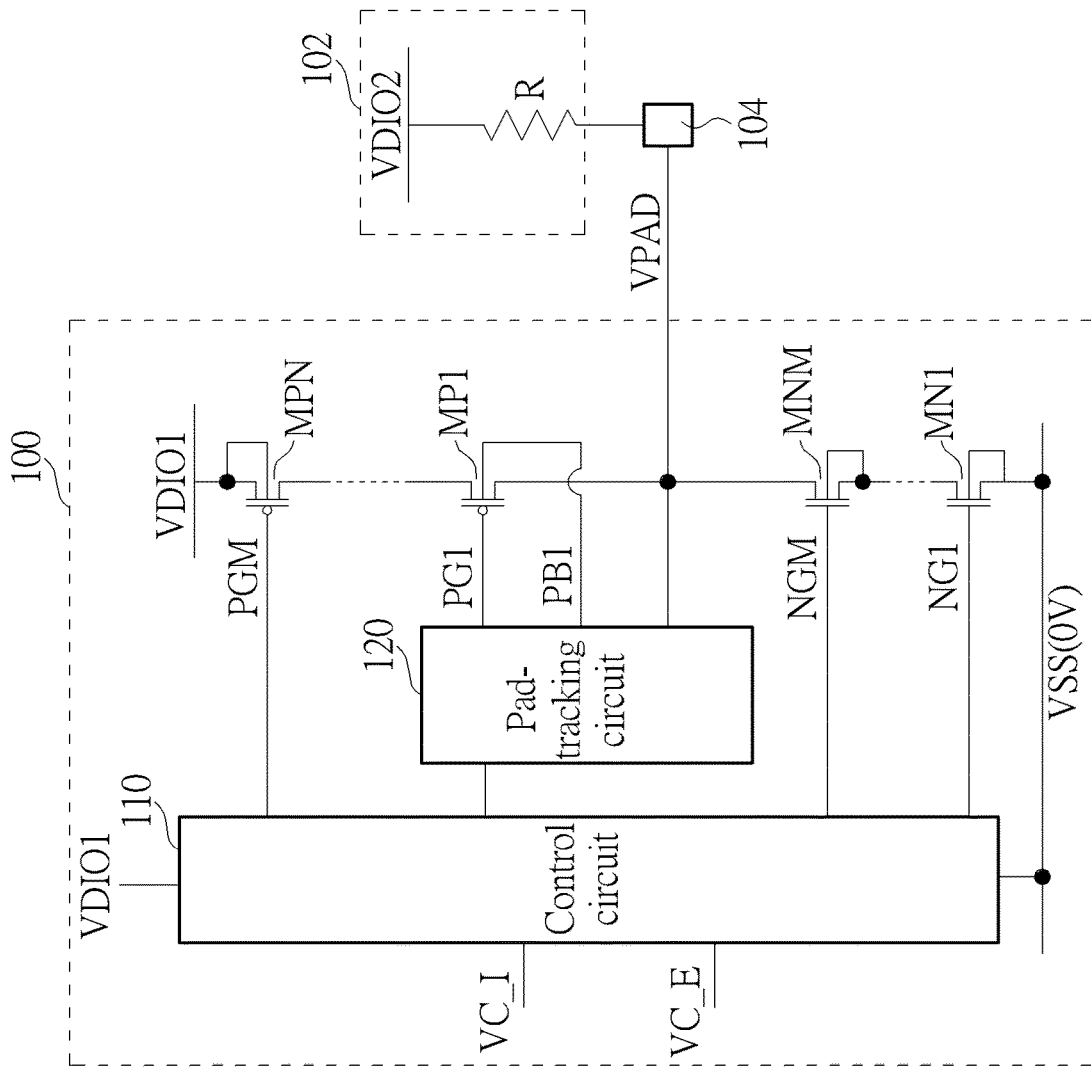 100
VDIO1
110
VDIO1
PGM
MPN
102
VDIO2
R
120
PG1
MP1
PB1
Pad-
tracking
circuit
VPAD
104
VC_I
VC_E
Control
circuit
NGM
MNM
NG1
MN1
VSS(0V)